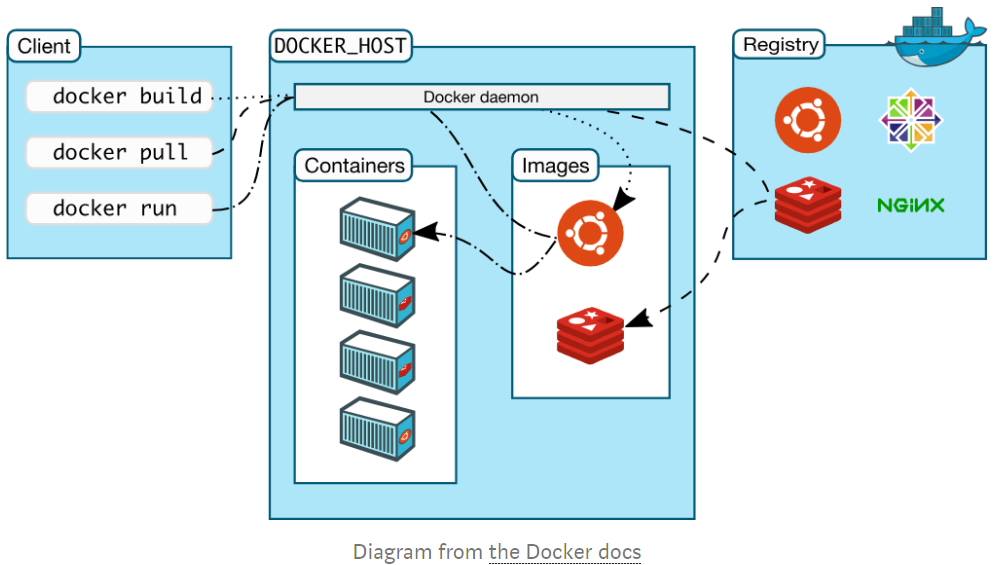 Client
docker build
docker pull
docker run
DOCKER_HOST
Docker daemon
Containers
Images
Registry
NGINX
Diagram from the Docker docs